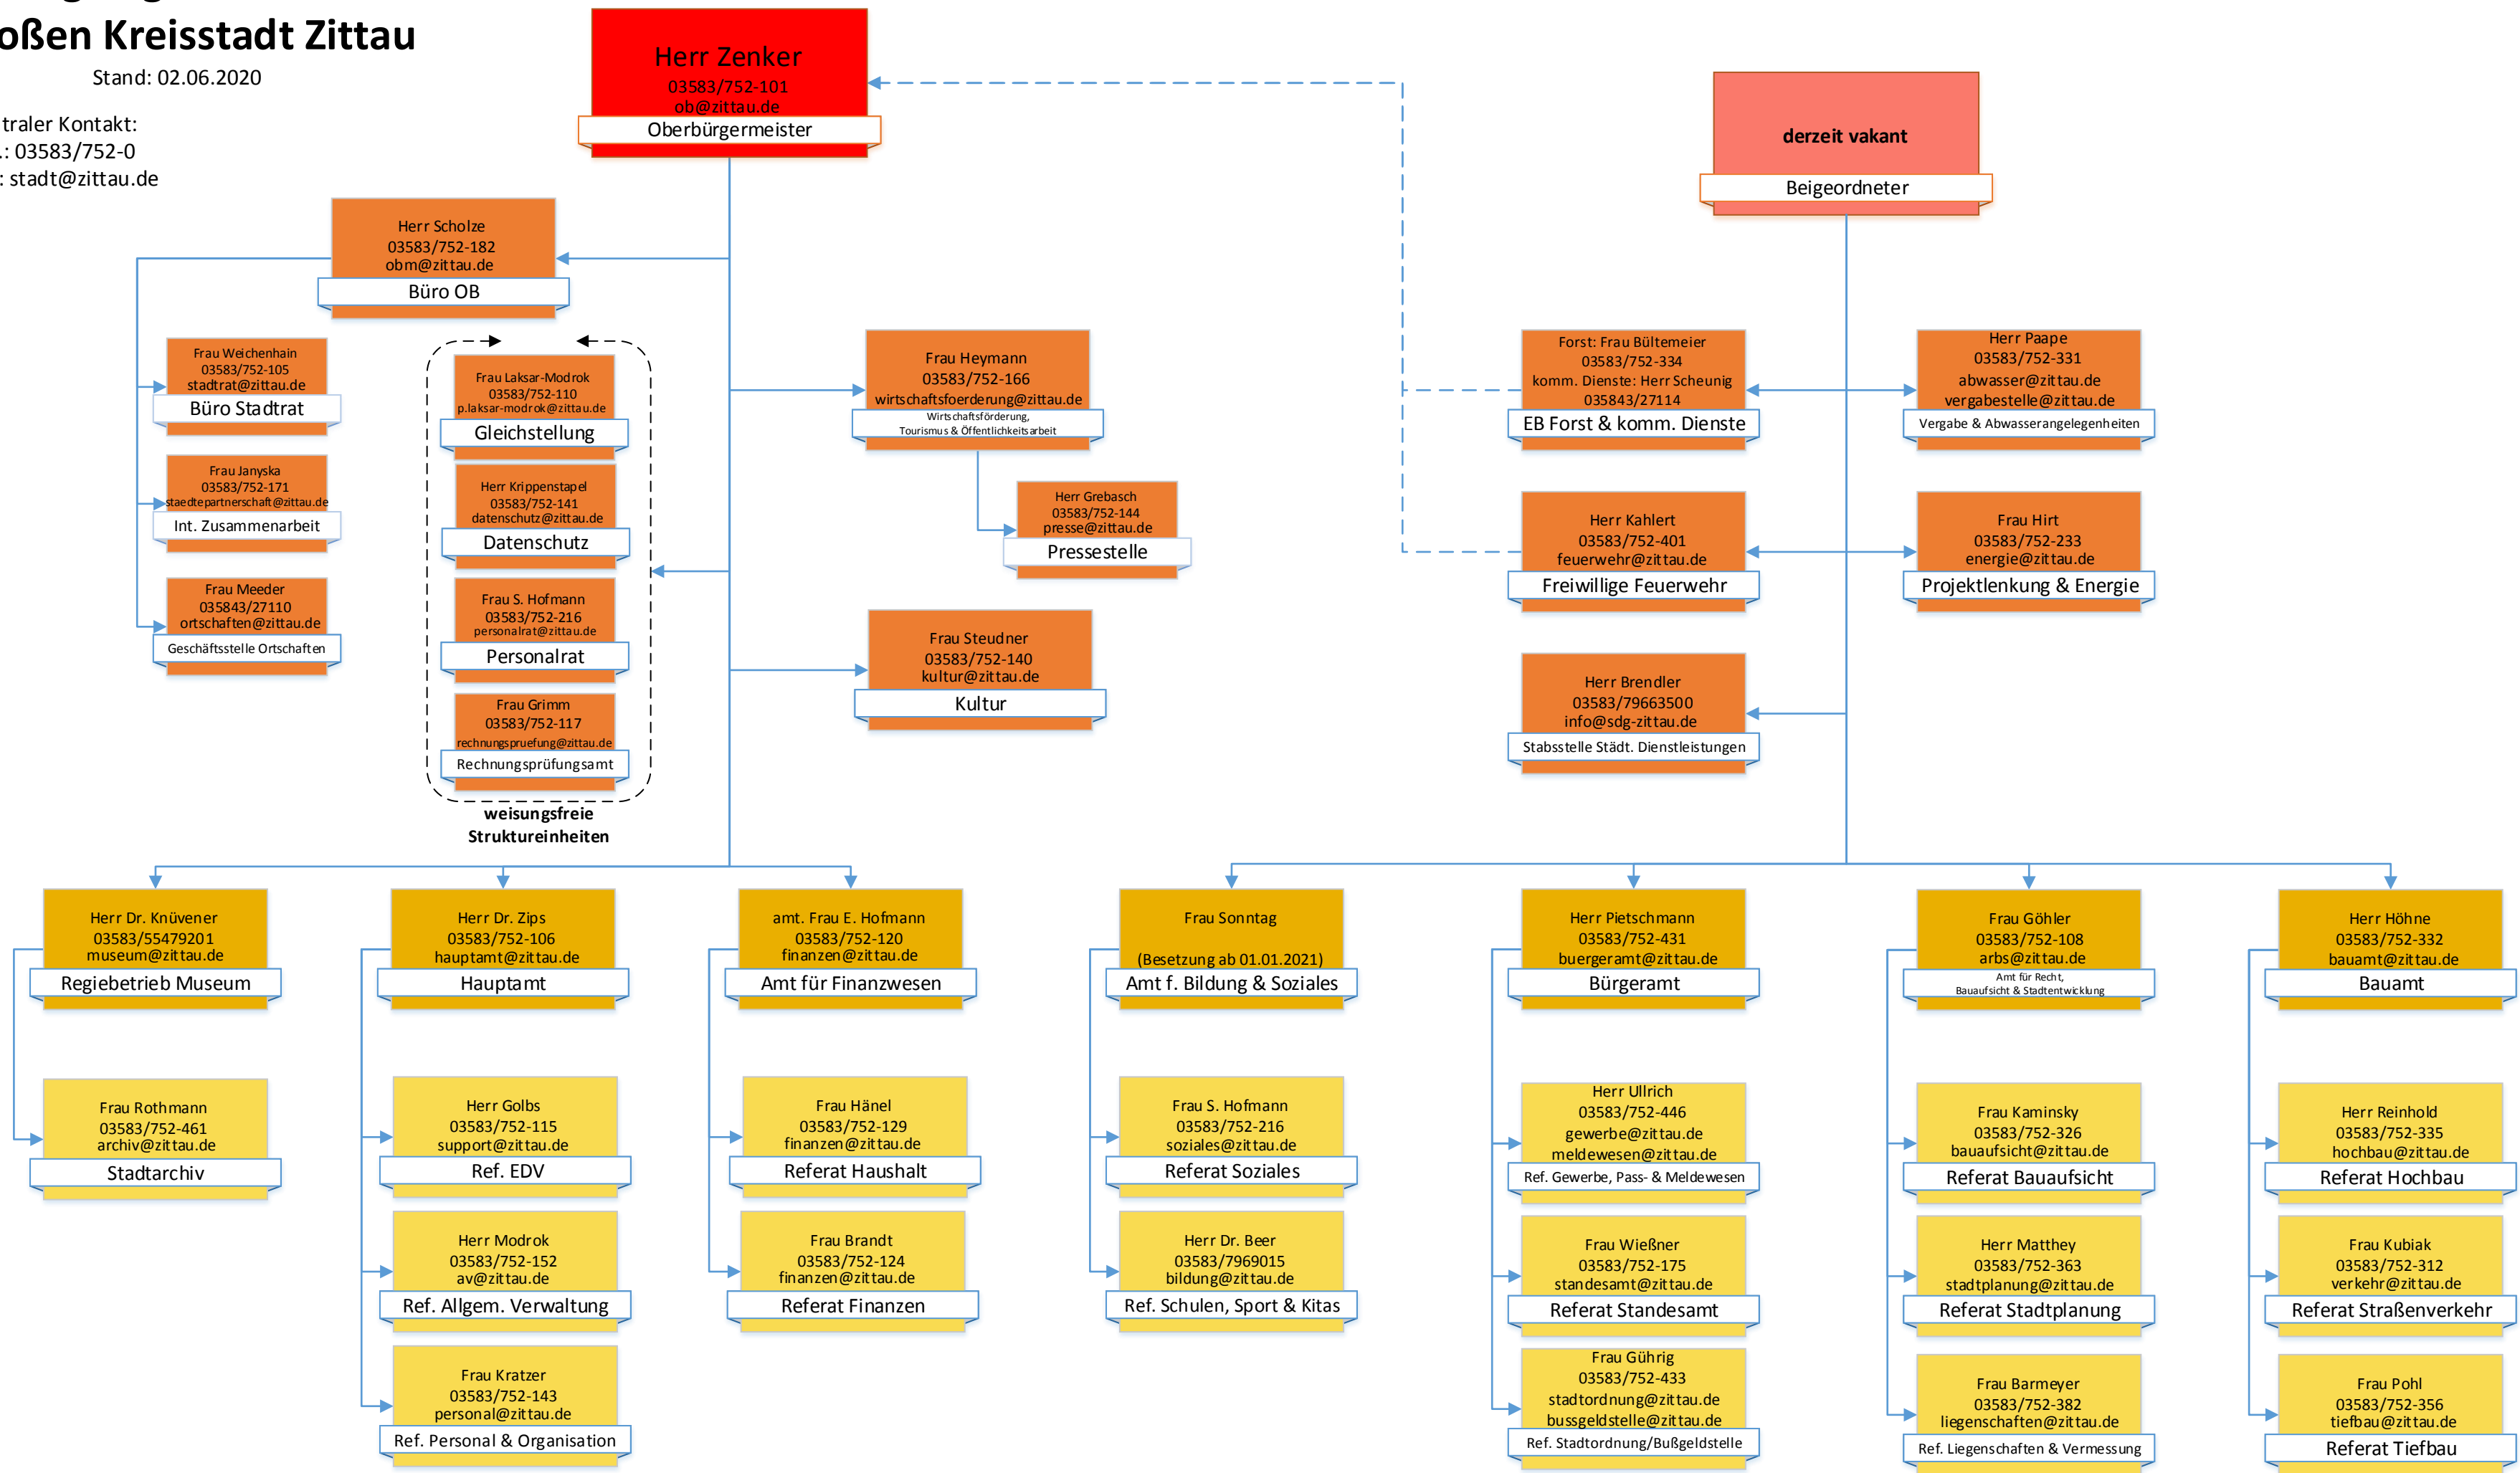 oßen Kreisstadt Zittau
Stand: 02.06.2020
traler Kontakt:
.: 03583/752-0
: stadt@zittau.de
Herr Zenker
03583/752-101
ob@zittau.de
Oberbürgermeister
derzeit vakant
Beigeordneter
Herr Scholze
03583/752-182
obm@zittau.de
Büro OB
Frau Weichenhain
03583/752-105
stadtrat@zittau.de
Büro Stadtrat
Frau Janyska
03583/752-171
staedtepartnerschaft@zittau.de
Int. Zusammenarbeit
Frau Meeder
035843/27110
ortschaften@zittau.de
Geschäftsstelle Ortschaften
Frau Laksar-Modrok
03583/752-110
p.laksar-modrok@zittau.de
Gleichstellung
Herr Krippenstapel
03583/752-141
datenschutz@zittau.de
Datenschutz
Frau S. Hofmann
03583/752-216
personalrat@zittau.de
Personalrat
Frau Grimm
03583/752-117
rechnungspruefung@zittau.de
Rechnungsprüfungsamt
weisungsfreie
Struktureinheiten
Frau Heymann
03583/752-166
wirtschaftsfoerderung@zittau.de
Wirtschaftsförderung,
Tourismus & Öffentlichkeitsarbeit
Herr Grebasch
03583/752-144
presse@zittau.de
Pressestelle
Frau Steudner
03583/752-140
kultur@zittau.de
Kultur
Forst: Frau Bültemeier
03583/752-334
komm. Dienste: Herr Scheunig
035843/27114
EB Forst & komm. Dienste
Herr Paape
03583/752-331
abwasser@zittau.de
vergabestelle@zittau.de
Vergabe & Abwasserangelegenheiten
Herr Kahlert
03583/752-401
feuerwehr@zittau.de
Freiwillige Feuerwehr
Frau Hirt
03583/752-233
energie@zittau.de
Projektlenkung & Energie
Herr Brendler
03583/79663500
info@sdg-zittau.de
Stabsstelle Städt. Dienstleistungen
Herr Dr. Knüvener
03583/55479201
museum@zittau.de
Regiebetrieb Museum
Herr Dr. Zips
03583/752-106
hauptamt@zittau.de
Hauptamt
amt. Frau E. Hofmann
03583/752-120
finanzen@zittau.de
Amt für Finanzwesen
Frau Sonntag
(Besetzung ab 01.01.2021)
Amt f. Bildung & Soziales
Herr Pietschmann
03583/752-431
buergeramt@zittau.de
Bürgeramt
Frau Göhler
03583/752-108
arbs@zittau.de
Amt für Recht,
Bauaufsicht & Stadtentwicklung
Herr Höhne
03583/752-332
bauamt@zittau.de
Bauamt
Frau Rothmann
03583/752-461
archiv@zittau.de
Stadtarchiv
Herr Golbs
03583/752-115
support@zittau.de
Ref. EDV
Herr Modrok
03583/752-152
av@zittau.de
Ref. Allgem. Verwaltung
Frau Kratzer
03583/752-143
personal@zittau.de
Ref. Personal & Organisation
Frau Hänel
03583/752-129
finanzen@zittau.de
Referat Haushalt
Frau Brandt
03583/752-124
finanzen@zittau.de
Referat Finanzen
Frau S. Hofmann
03583/752-216
soziales@zittau.de
Referat Soziales
Herr Dr. Beer
03583/7969015
bildung@zittau.de
Ref. Schulen, Sport & Kitas
Herr Ullrich
03583/752-446
gewerbe@zittau.de
meldewesen@zittau.de
Ref. Gewerbe, Pass- & Meldewesen
Frau Wießner
03583/752-175
standesamt@zittau.de
Referat Standesamt
Frau Gührig
03583/752-433
stadtordnung@zittau.de
bussgeldstelle@zittau.de
Ref. Stadtordnung/Bußgeldstelle
Frau Kaminsky
03583/752-326
bauaufsicht@zittau.de
Referat Bauaufsicht
Herr Matthey
03583/752-363
stadtplanung@zittau.de
Referat Stadtplanung
Frau Barmeyer
03583/752-382
liegenschaften@zittau.de
Ref. Liegenschaften & Vermessung
Herr Reinhold
03583/752-335
hochbau@zittau.de
Referat Hochbau
Frau Kubiak
03583/752-312
verkehr@zittau.de
Referat Straßenverkehr
Frau Pohl
03583/752-356
tiefbau@zittau.de
Referat Tiefbau